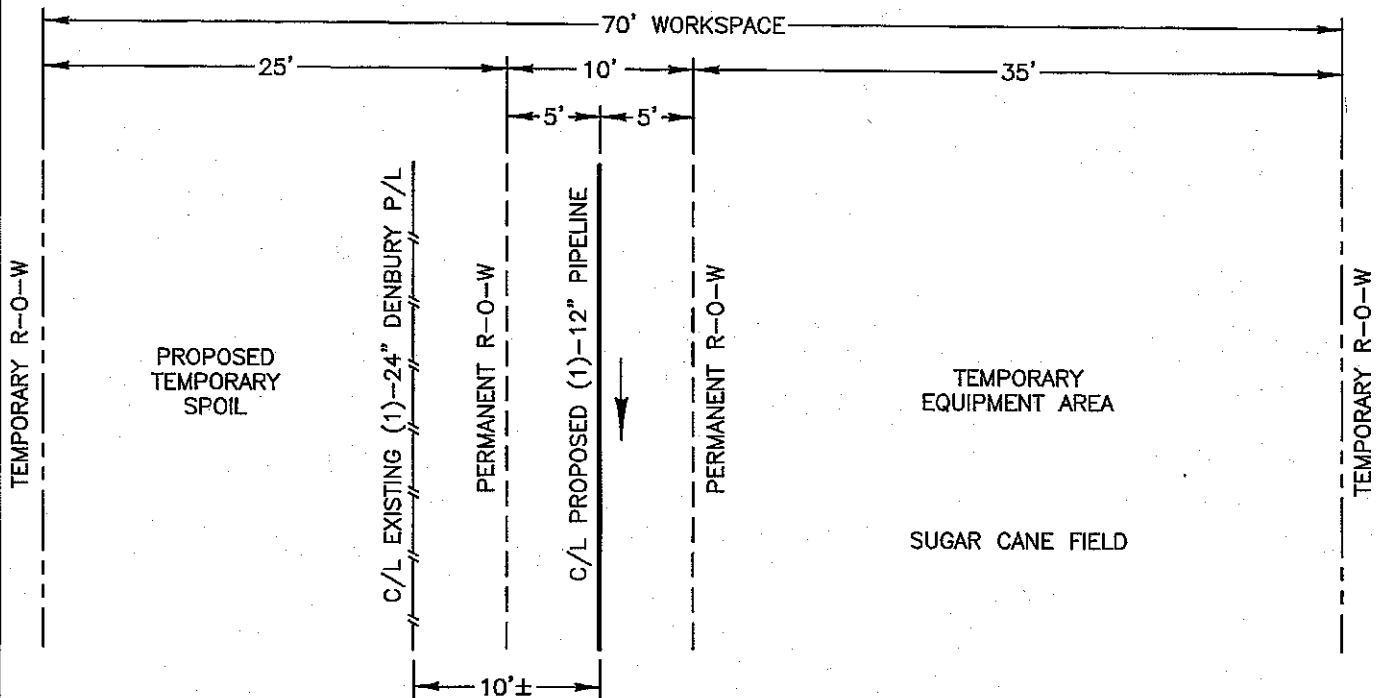 70' WORKSPACE
25'
10'
35'
5'
5'
TEMPORARY R-O-W
PROPOSED
TEMPORARY
SPOIL
C/L EXISTING (1)-24" DENBURY P/L
PERMANENT R-O-W
C/L PROPOSED (1)-12" PIPELINE
PERMANENT R-O-W
TEMPORARY
EQUIPMENT AREA
SUGAR CANE FIELD
TEMPORARY R-O-W
10'±